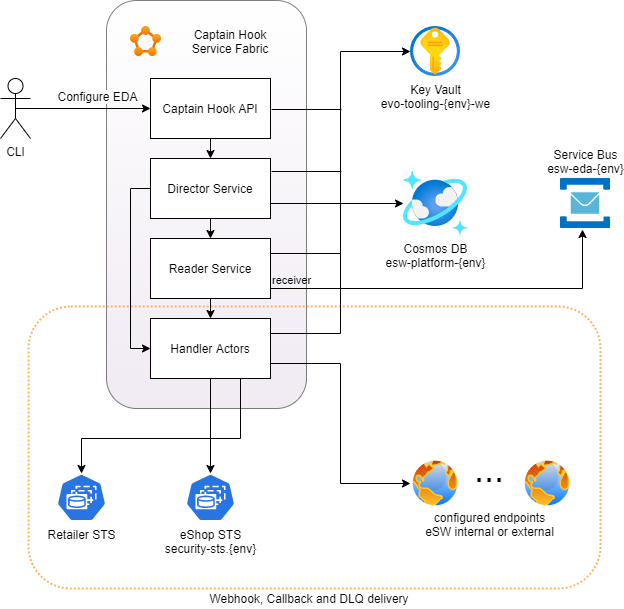 Captain Hook
Service Fabric
Key Vault
evo-tooling-{env}-we
Configure EDA
Captain Hook API
CLI
Service Bus
esw-eda-{env}
Director Service
Cosmos DB
esw-platform-{env}
Reader Service
receiver
Handler Actors
...
configured endpoints
eSW internal or external
Retailer STS
eShop STS
security-sts.{env}
Webhook, Callback and DLQ delivery